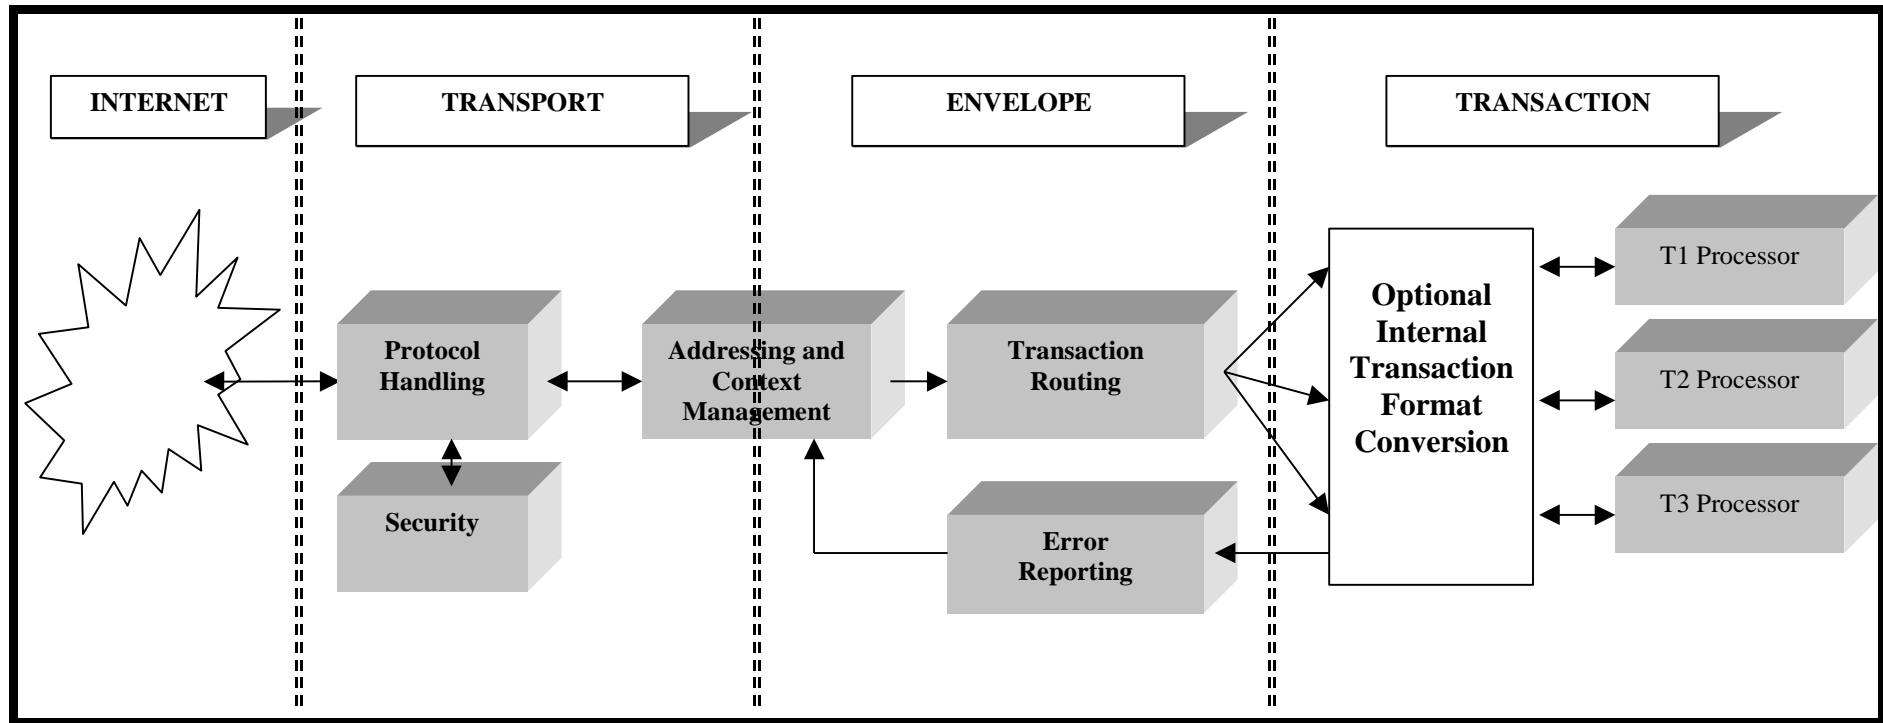 INTERNET
TRANSPORT
ENVELOPE
TRANSACTION
Protocol
Handling
Security
Addressing and
Context
Management
Transaction
Routing
Error
Reporting
Optional
Internal
Transaction
Format
Conversion
T1 Processor
T2 Processor
T3 Processor